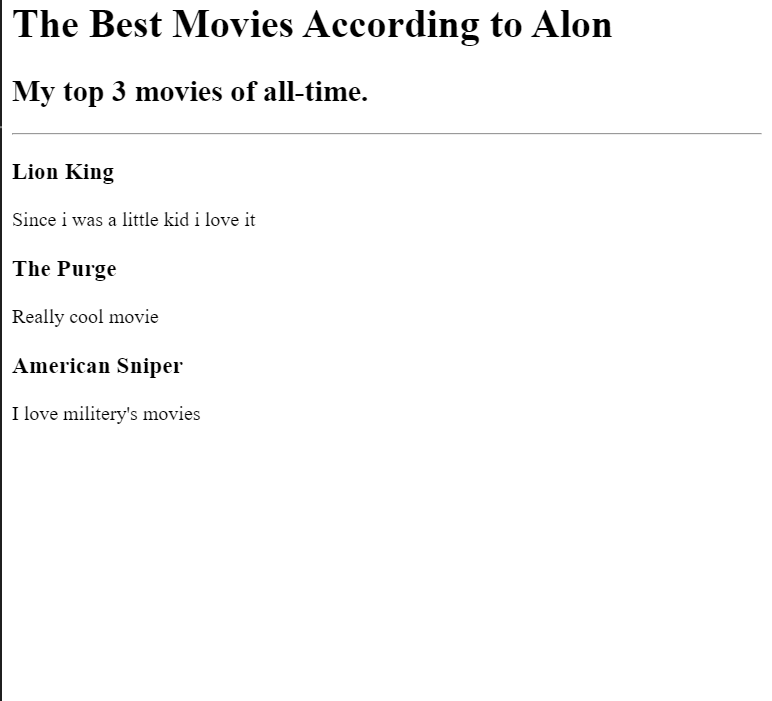 The Best Movies According to Alon
My top 3 movies of all-time.
Lion King
Since i was a little kid i love it
The Purge
Really cool movie
American Sniper
I love militery's movies